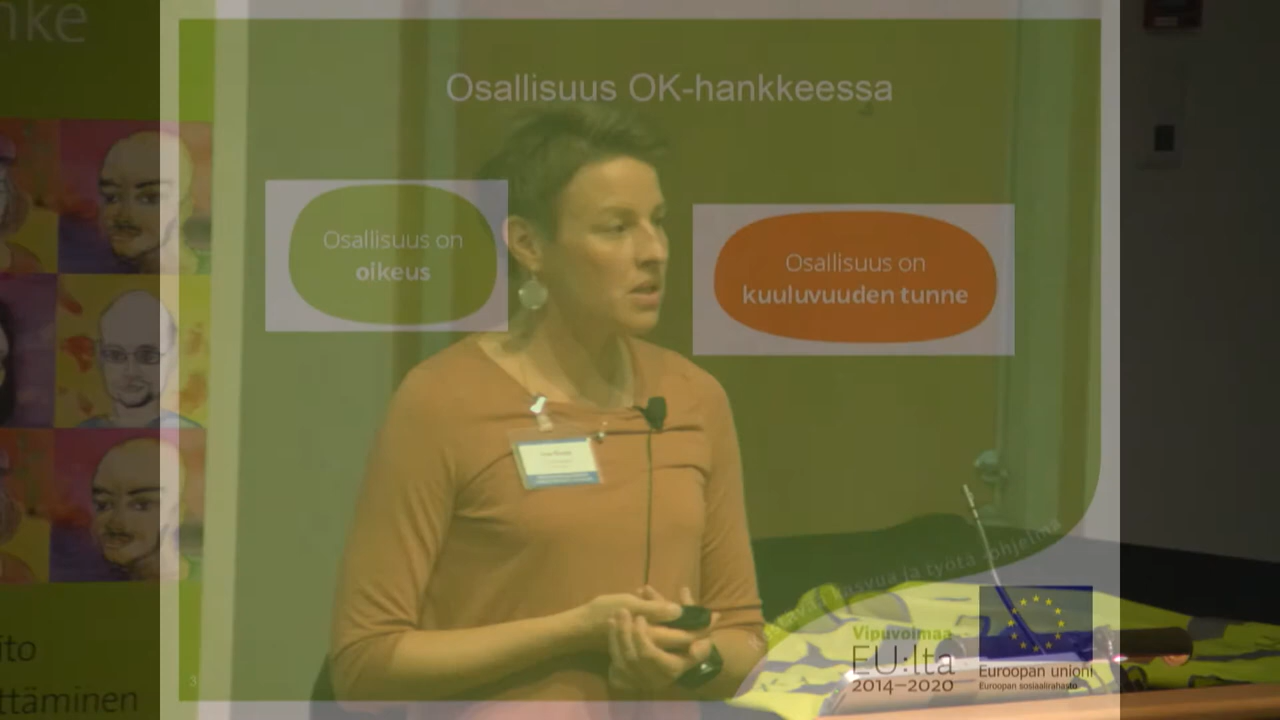 nke
Osallisuus OK-hankkeessa
Osallisuus on
oikeus
Osallisuus on
kuuluvuuden tunne
kasvua ja työtä -ohjelma
Vipuvoimaa
EU:lta
2014–2020
Euroopan unioni
Euroopan sosiaalirahasto
3
ito
ttäminen